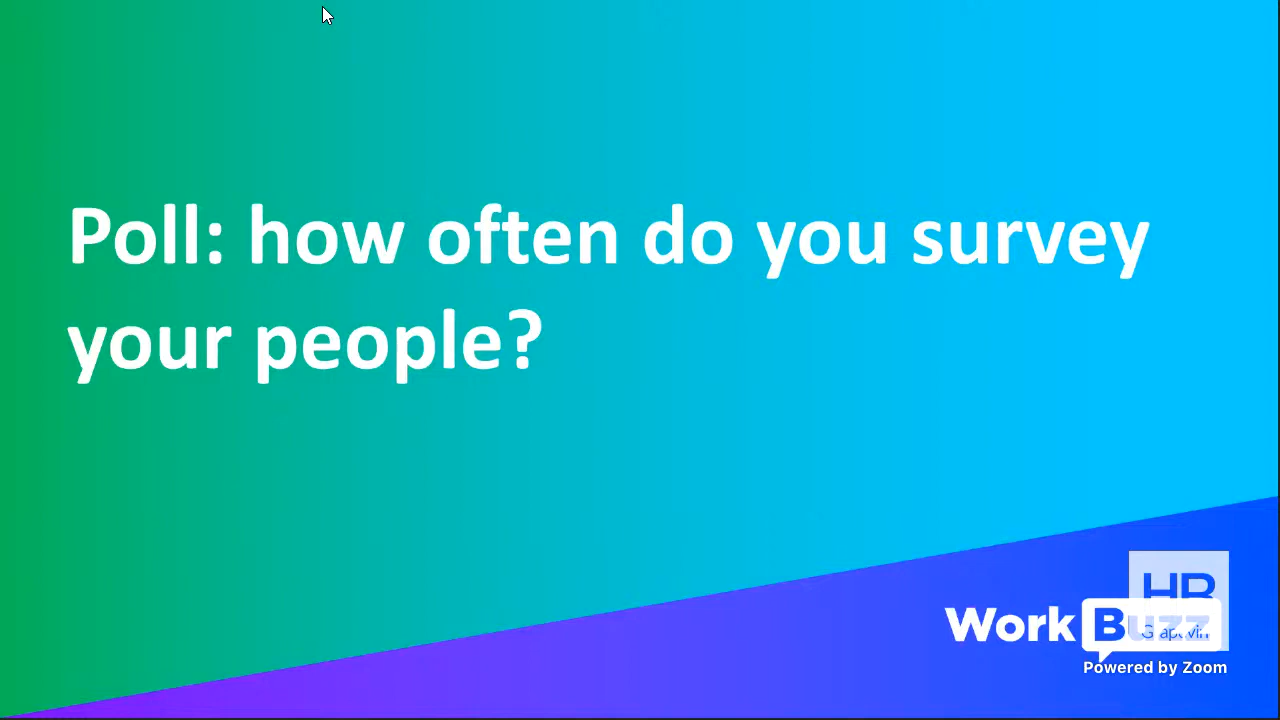 Poll: how often do you survey
your people?
HR
WorkBuzz
Powered by Zoom